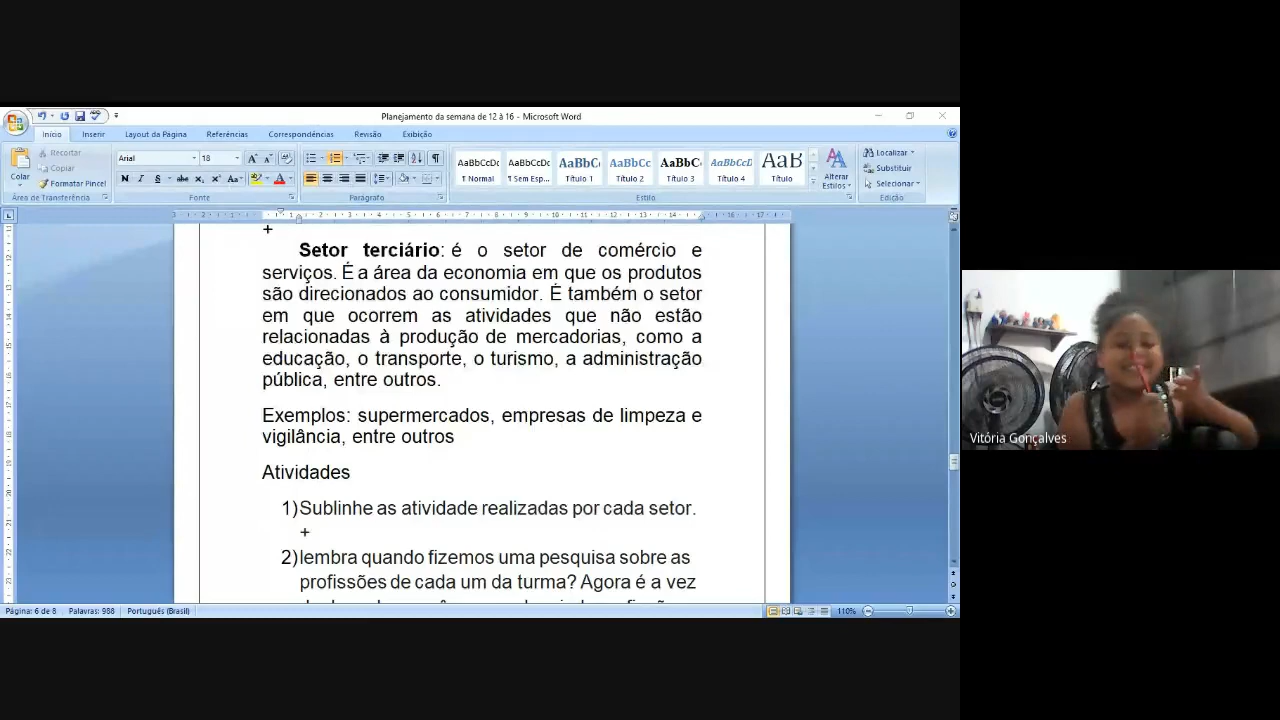 Planejamento da semana de 12 à 16 - Microsoft Word
Início Inserir Layout da Página Referências Correspondências Revisão Exibição
Colar
Recortar
Copiar
Formatar Pincel
Área de Transferência
Arial 18
Fonte
Parágrafo
AaBbCcDc AaBbCcDc AaBbC AaBbCc AaBbC AaBbCcD AaB
¶ Normal ¶ Sem Esp... Título 1 Título 2 Título 3 Título 4 Título
Alterar Estilos
Estilo
Localizar
Substituir
Selecionar
Edição
+
Setor terciário: é o setor de comércio e
serviços. É a área da economia em que os produtos
são direcionados ao consumidor. É também o setor
em que ocorrem as atividades que não estão
relacionadas à produção de mercadorias, como a
educação, o transporte, o turismo, a administração
pública, entre outros.
Exemplos: supermercados, empresas de limpeza e
vigilância, entre outros
Atividades
1)Sublinhe as atividade realizadas por cada setor.
+
2)lembra quando fizemos uma pesquisa sobre as
profissões de cada um da turma? Agora é a vez
Página: 6 de 8 Palavras: 988 Português (Brasil) 110%
Vitória Gonçalves